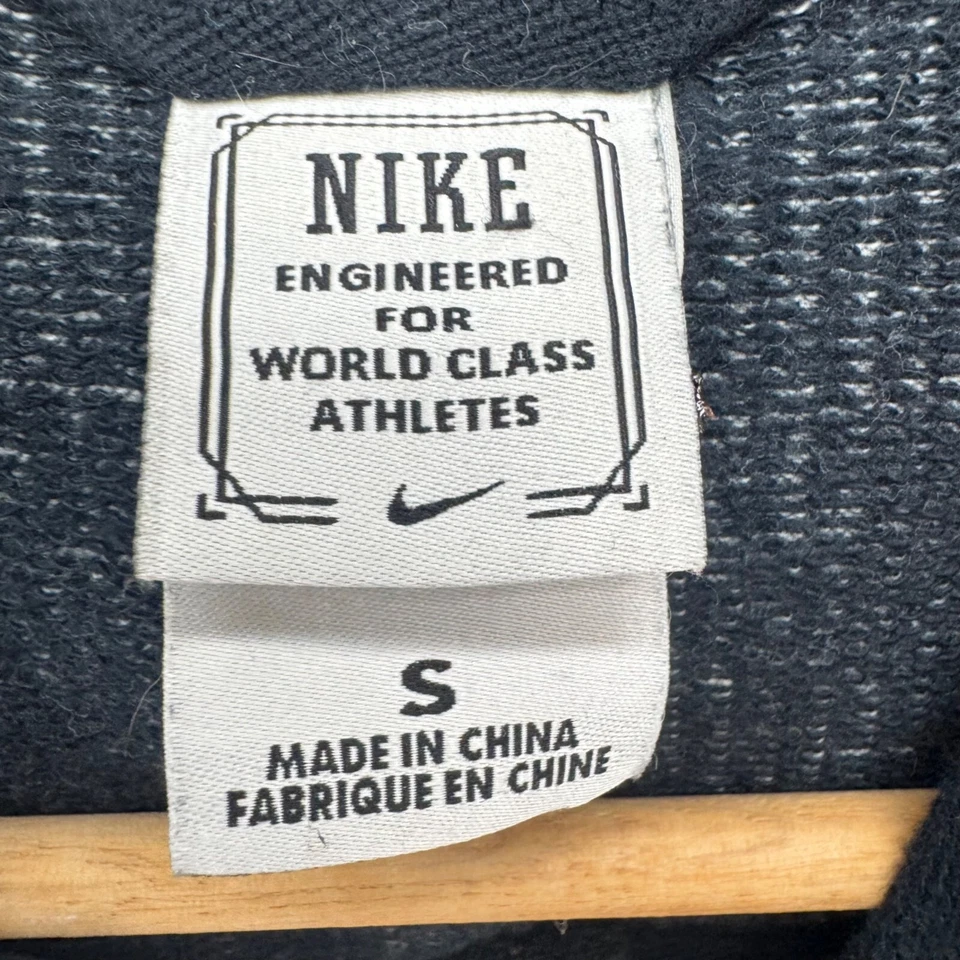 NIKE
ENGINEERED
FOR
WORLD CLASS
ATHLETES
S
MADE IN CHINA
FABRIQUE EN CHINE